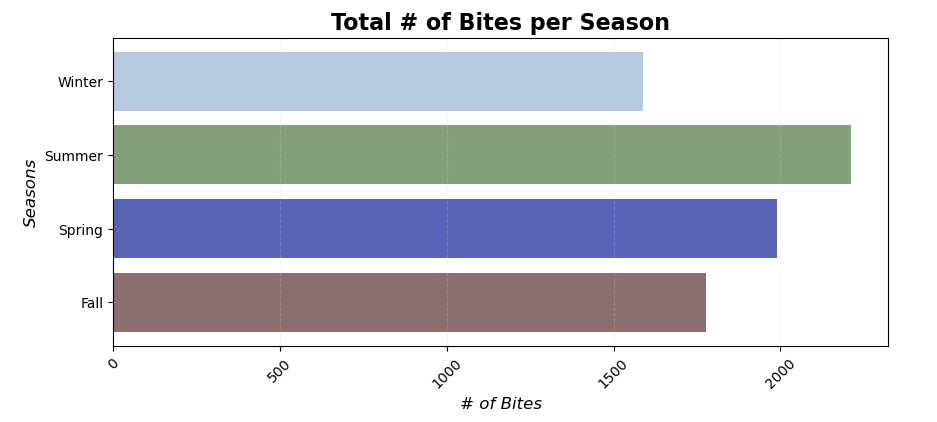 Total # of Bites per Season
Winter
Summer
Spring
Fall
Seasons
0
500
1000
1500
2000
# of Bites